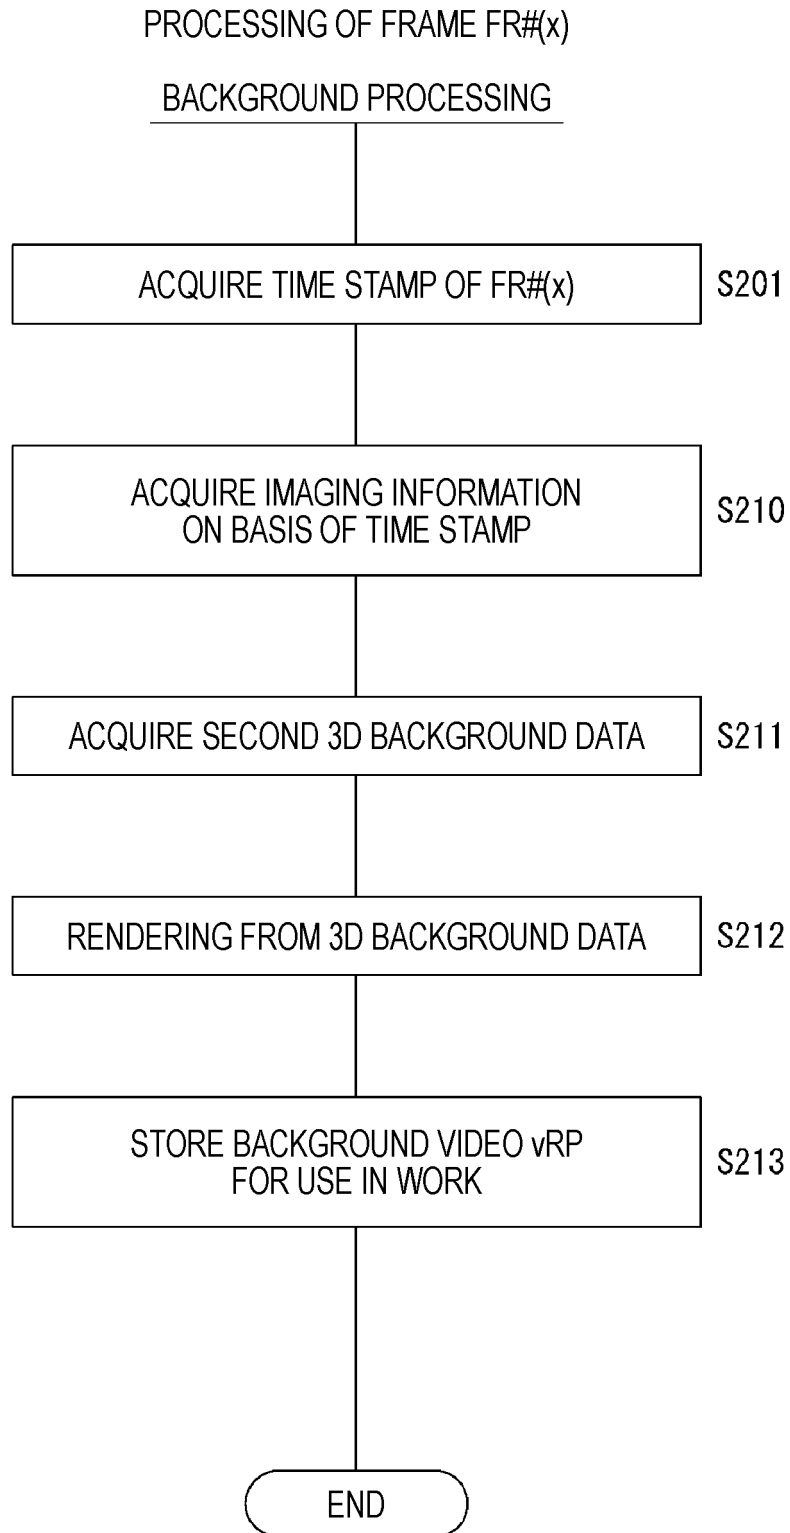 PROCESSING OF FRAME FR#(x)
BACKGROUND PROCESSING
ACQUIRE TIME STAMP OF FR#(x)
S201
ACQUIRE IMAGING INFORMATION
ON BASIS OF TIME STAMP
S210
ACQUIRE SECOND 3D BACKGROUND DATA
S211
RENDERING FROM 3D BACKGROUND DATA
S212
STORE BACKGROUND VIDEO vRP
FOR USE IN WORK
S213
END